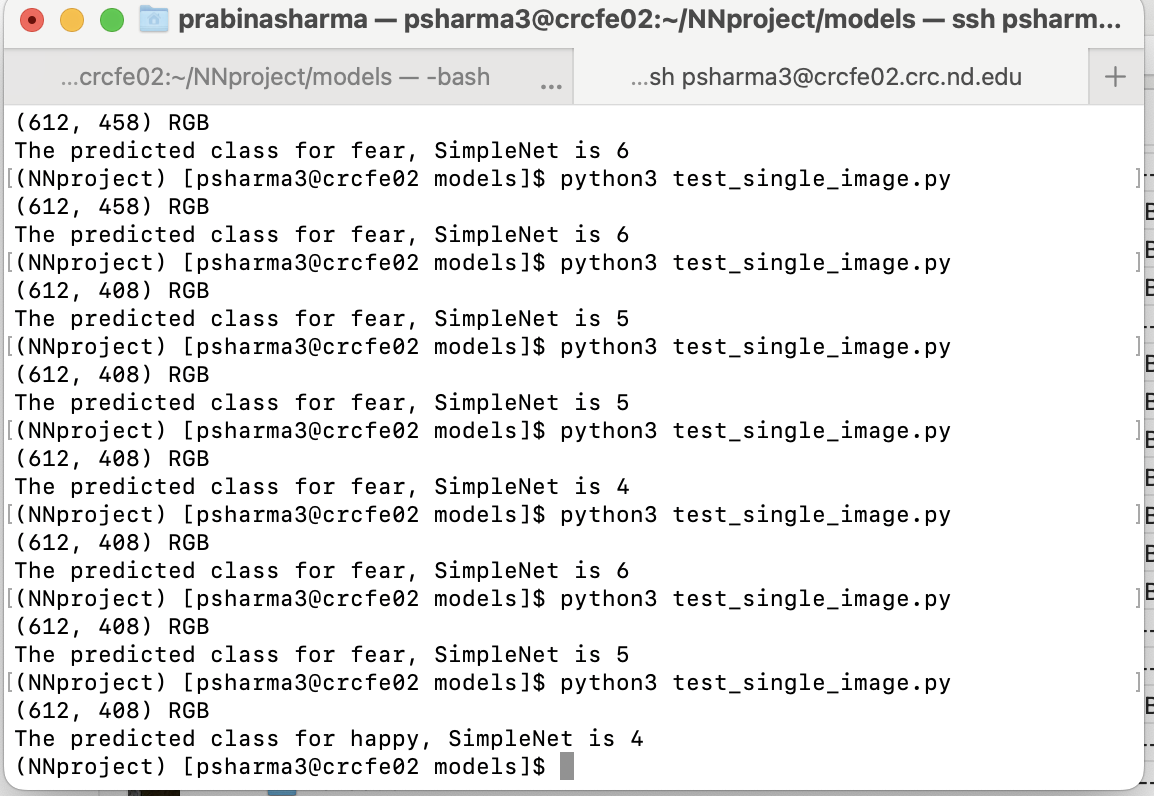 prabinasharma — psharma3@crcfe02:~/NNproject/models — ssh psharm...
...crcfe02:~/NNproject/models — -bash ...
...sh psharma3@crcfe02.crc.nd.edu +
(612, 458) RGB
The predicted class for fear, SimpleNet is 6
[(NNproject) [psharma3@crcfe02 models]$ python3 test_single_image.py ]
(612, 458) RGB
The predicted class for fear, SimpleNet is 6
[(NNproject) [psharma3@crcfe02 models]$ python3 test_single_image.py ]
(612, 408) RGB
The predicted class for fear, SimpleNet is 5
[(NNproject) [psharma3@crcfe02 models]$ python3 test_single_image.py ]
(612, 408) RGB
The predicted class for fear, SimpleNet is 5
[(NNproject) [psharma3@crcfe02 models]$ python3 test_single_image.py ]
(612, 408) RGB
The predicted class for fear, SimpleNet is 4
[(NNproject) [psharma3@crcfe02 models]$ python3 test_single_image.py ]
(612, 408) RGB
The predicted class for fear, SimpleNet is 6
[(NNproject) [psharma3@crcfe02 models]$ python3 test_single_image.py ]
(612, 408) RGB
The predicted class for fear, SimpleNet is 5
[(NNproject) [psharma3@crcfe02 models]$ python3 test_single_image.py ]
(612, 408) RGB
The predicted class for happy, SimpleNet is 4
(NNproject) [psharma3@crcfe02 models]$